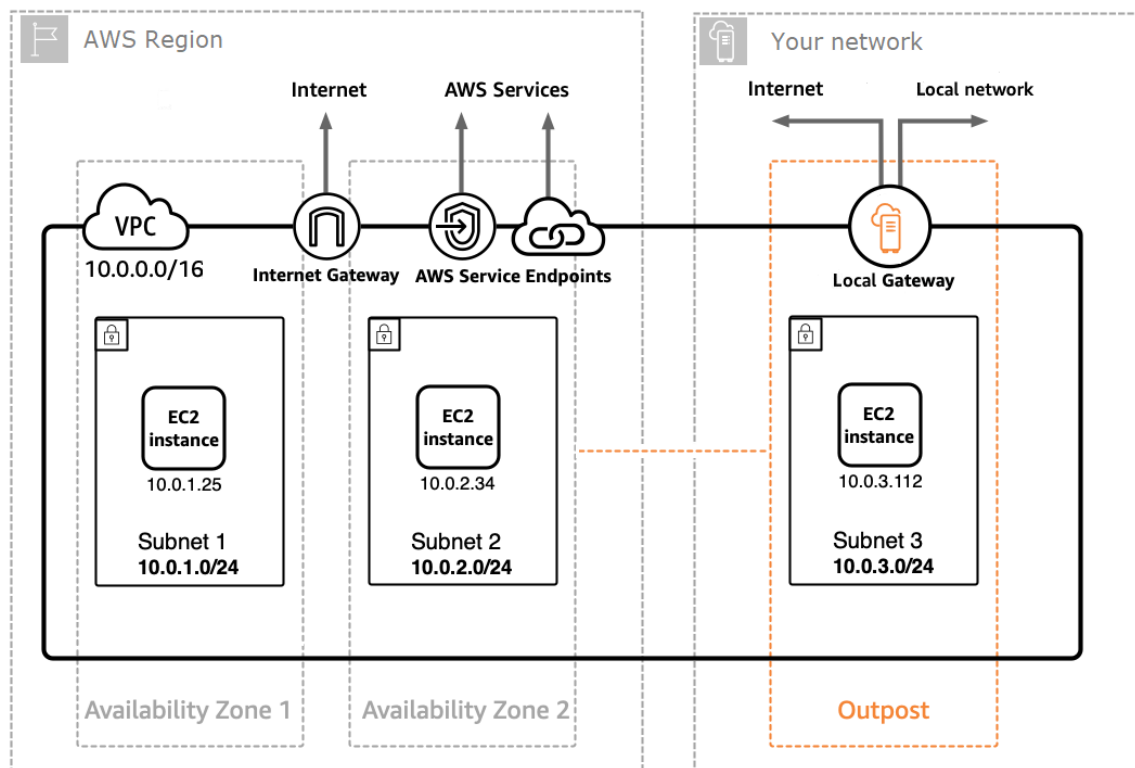 AWS Region
Your network
Internet
AWS Services
Internet
Local network
VPC
10.0.0.0/16
Internet Gateway
AWS Service Endpoints
Local Gateway
EC2
instance
10.0.1.25
Subnet 1
10.0.1.0/24
EC2
instance
10.0.2.34
Subnet 2
10.0.2.0/24
EC2
instance
10.0.3.112
Subnet 3
10.0.3.0/24
Availability Zone 1
Availability Zone 2
Outpost